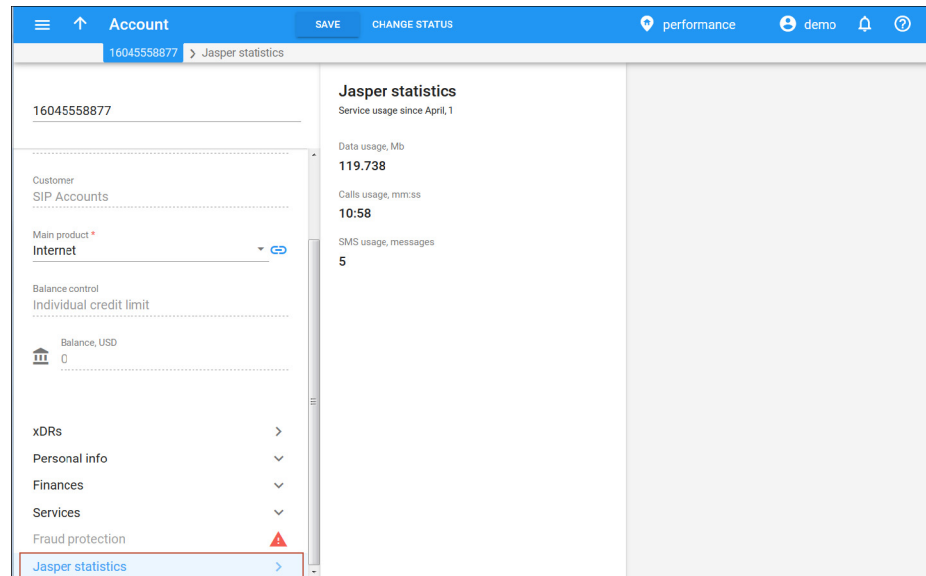 Account
SAVE
CHANGE STATUS
performance
demo
16045558877
Jasper statistics
16045558877
Customer
SIP Accounts
Main product *
Internet
Balance control
Individual credit limit
Balance, USD
0
xDRs
Personal info
Finances
Services
Fraud protection
Jasper statistics
Jasper statistics
Service usage since April, 1
Data usage, Mb
119.738
Calls usage, mm:ss
10:58
SMS usage, messages
5